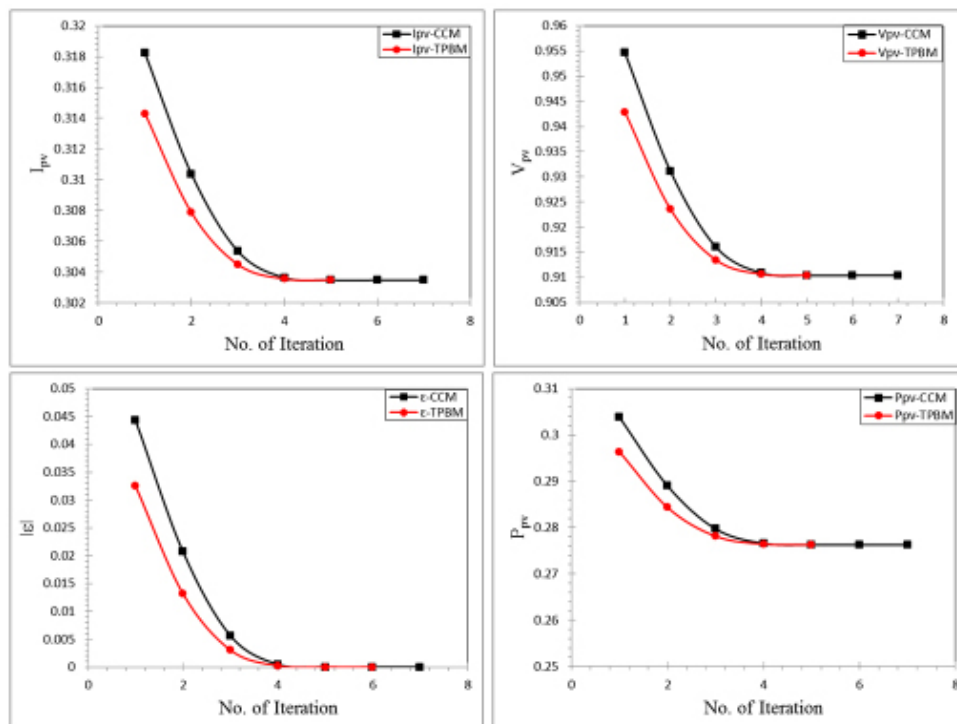 0.32
0.318
0.316
0.314
0.312
0.31
0.308
0.306
0.304
0.302
0 2 4 6 8
I_pv
No. of Iteration
Ipv-CCM
Ipv-TPBM
0.96
0.955
0.95
0.945
0.94
0.935
0.93
0.925
0.92
0.915
0.91
0.905
0 1 2 3 4 5 6 7 8
V_pv
No. of Iteration
Vpv-CCM
Vpv-TPBM
0.05
0.045
0.04
0.035
0.03
0.025
0.02
0.015
0.01
0.005
0
0 2 4 6 8
|ε|
No. of Iteration
ε-CCM
ε-TPBM
0.31
0.3
0.29
0.28
0.27
0.26
0.25
0 2 4 6 8
P_pv
No. of Iteration
Ppv-CCM
Ppv-TPBM